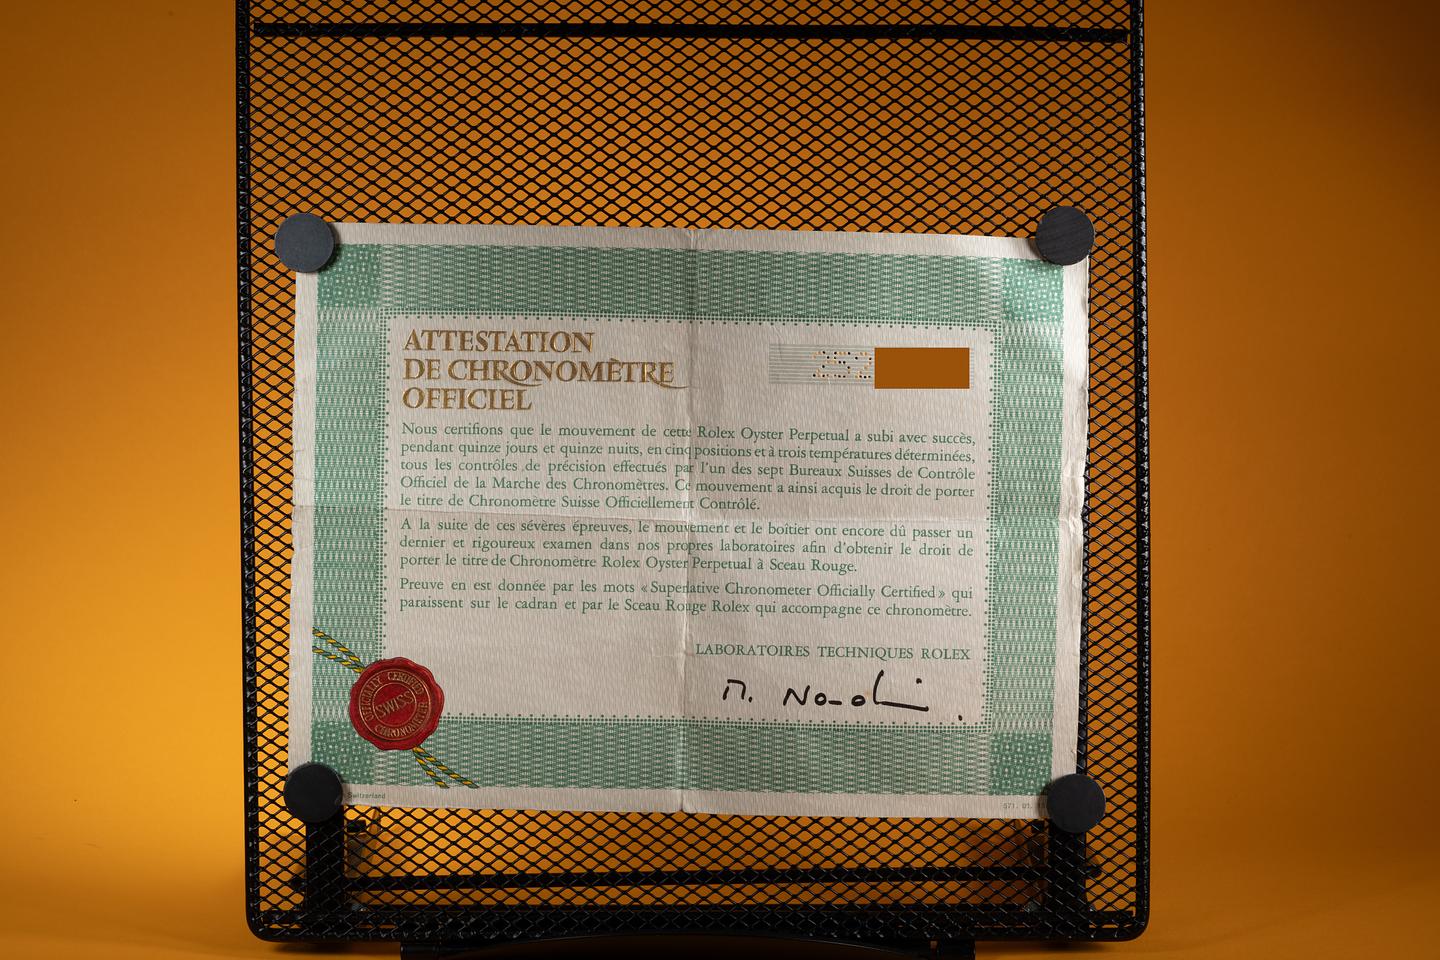 ATTESTATION
DE CHRONOMÈTRE
OFFICIEL
Nous certifions que le mouvement de cette Rolex Oyster Perpetual a subi avec succès,
pendant quinze jours et quinze nuits, en cinq positions et à trois températures déterminées,
tous les contrôles de précision effectués par l'un des sept Bureaux Suisses de Contrôle
Officiel de la Marche des Chronomètres. Ce mouvement a ainsi acquis le droit de porter
le titre de Chronomètre Suisse Officiellement Contrôlé.
A la suite de ces sévères épreuves, le mouvement et le boîtier ont encore dû passer un
dernier et rigoureux examen dans nos propres laboratoires afin d'obtenir le droit de
porter le titre de Chronomètre Rolex Oyster Perpetual à Sceau Rouge.
Preuve en est donnée par les mots «Superlative Chronometer Officially Certified» qui
paraissent sur le cadran et par le Sceau Rouge Rolex qui accompagne ce chronomètre.
LABORATOIRES TECHNIQUES ROLEX
OFFICIALLY CERTIFIED
SWISS
CHRONOMETER
Switzerland
571. 01.